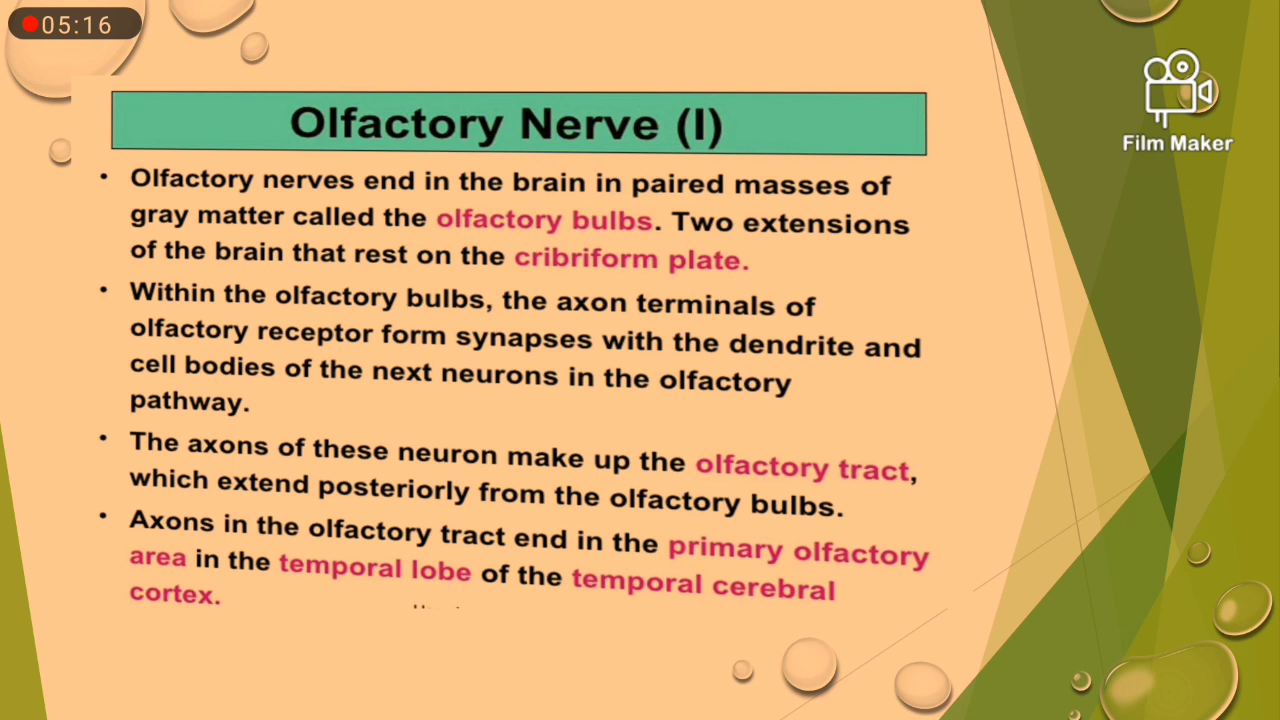 05:16
Film Maker
Olfactory Nerve (I)
• Olfactory nerves end in the brain in paired masses of
gray matter called the olfactory bulbs. Two extensions
of the brain that rest on the cribriform plate.
• Within the olfactory bulbs, the axon terminals of
olfactory receptor form synapses with the dendrite and
cell bodies of the next neurons in the olfactory
pathway.
• The axons of these neuron make up the olfactory tract,
which extend posteriorly from the olfactory bulbs.
• Axons in the olfactory tract end in the primary olfactory
area in the temporal lobe of the temporal cerebral
cortex.